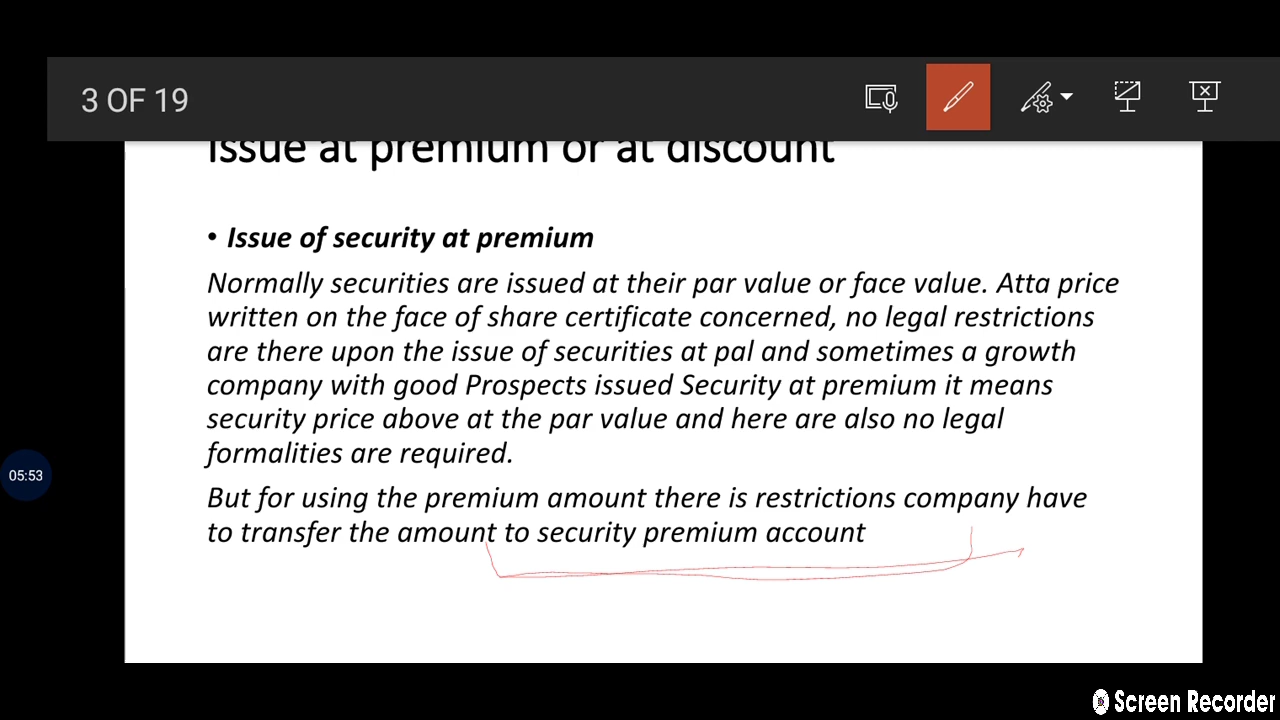 3 OF 19
Issue at premium or at discount
• Issue of security at premium
Normally securities are issued at their par value or face value. Atta price
written on the face of share certificate concerned, no legal restrictions
are there upon the issue of securities at pal and sometimes a growth
company with good Prospects issued Security at premium it means
security price above at the par value and here are also no legal
formalities are required.
05:53
But for using the premium amount there is restrictions company have
to transfer the amount to security premium account
Screen Recorder